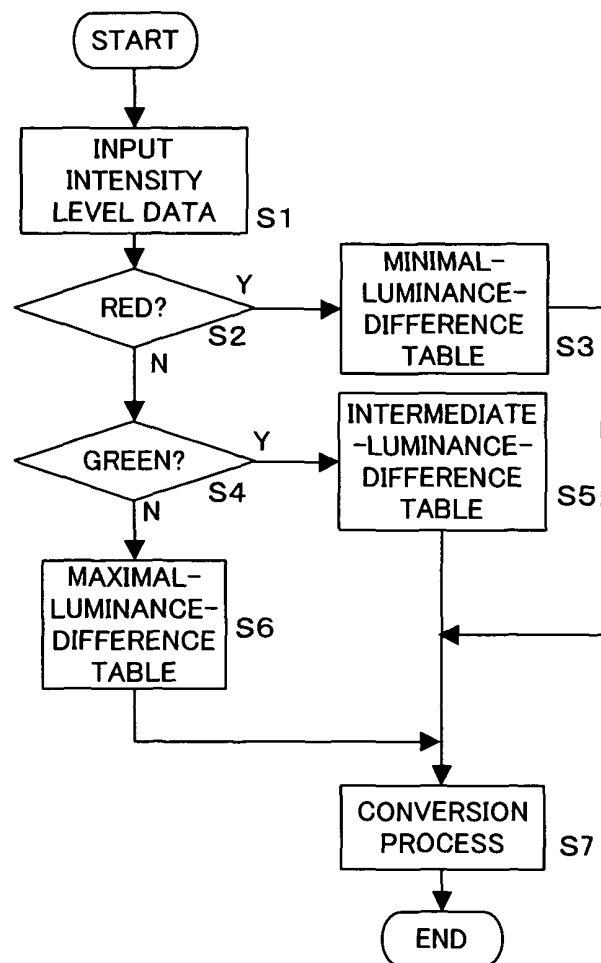 START
INPUT
INTENSITY
LEVEL DATA
S1
RED?
Y
S2
N
MINIMAL-
LUMINANCE-
DIFFERENCE
TABLE
S3
GREEN?
Y
S4
N
INTERMEDIATE
-LUMINANCE-
DIFFERENCE
TABLE
S5
MAXIMAL-
LUMINANCE-
DIFFERENCE
TABLE
S6
CONVERSION
PROCESS
S7
END